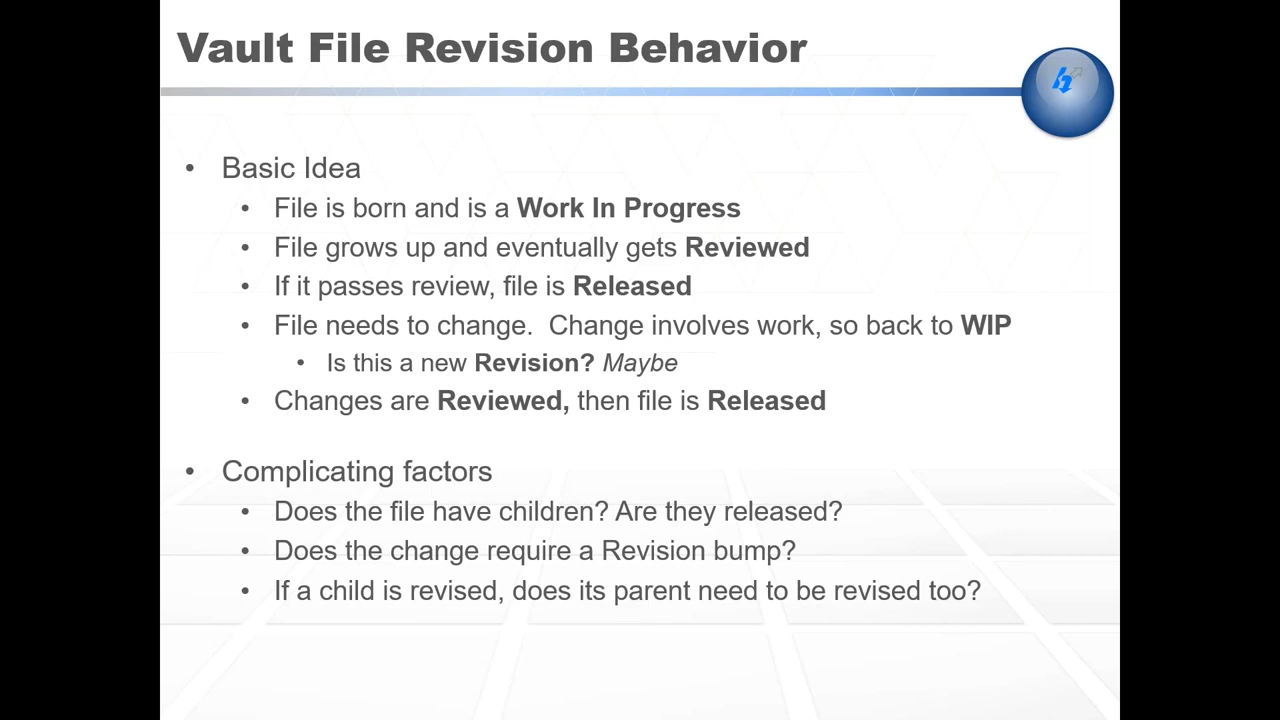 Vault File Revision Behavior
• Basic Idea
• File is born and is a Work In Progress
• File grows up and eventually gets Reviewed
• If it passes review, file is Released
• File needs to change.  Change involves work, so back to WIP
• Is this a new Revision? Maybe
• Changes are Reviewed, then file is Released
• Complicating factors
• Does the file have children? Are they released?
• Does the change require a Revision bump?
• If a child is revised, does its parent need to be revised too?